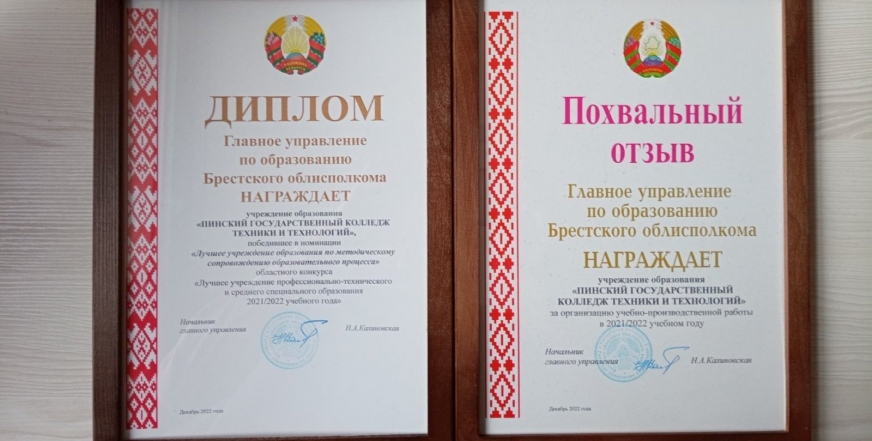 ДИПЛОМ
Главное управление
по образованию
Брестского облисполкома
НАГРАЖДАЕТ
учреждение образования
«ПИНСКИЙ ГОСУДАРСТВЕННЫЙ КОЛЛЕДЖ
ТЕХНИКИ И ТЕХНОЛОГИЙ»,
победившее в номинации
«Лучшее учреждение образования по методическому
сопровождению образовательного процесса»
областного конкурса
«Лучшее учреждение профессионально-технического
и среднего специального образования
2021/2022 учебного года»
Начальник
главного управления
Н.А.Калиновская
Декабрь 2022 года
Похвальный
отзыв
Главное управление
по образованию
Брестского облисполкома
НАГРАЖДАЕТ
учреждение образования
«ПИНСКИЙ ГОСУДАРСТВЕННЫЙ
КОЛЛЕДЖ ТЕХНИКИ И ТЕХНОЛОГИЙ»
за организацию учебно-производственной работы
в 2021/2022 учебном году
Начальник
главного управления
Н.А.Калиновская
Декабрь 2022 года